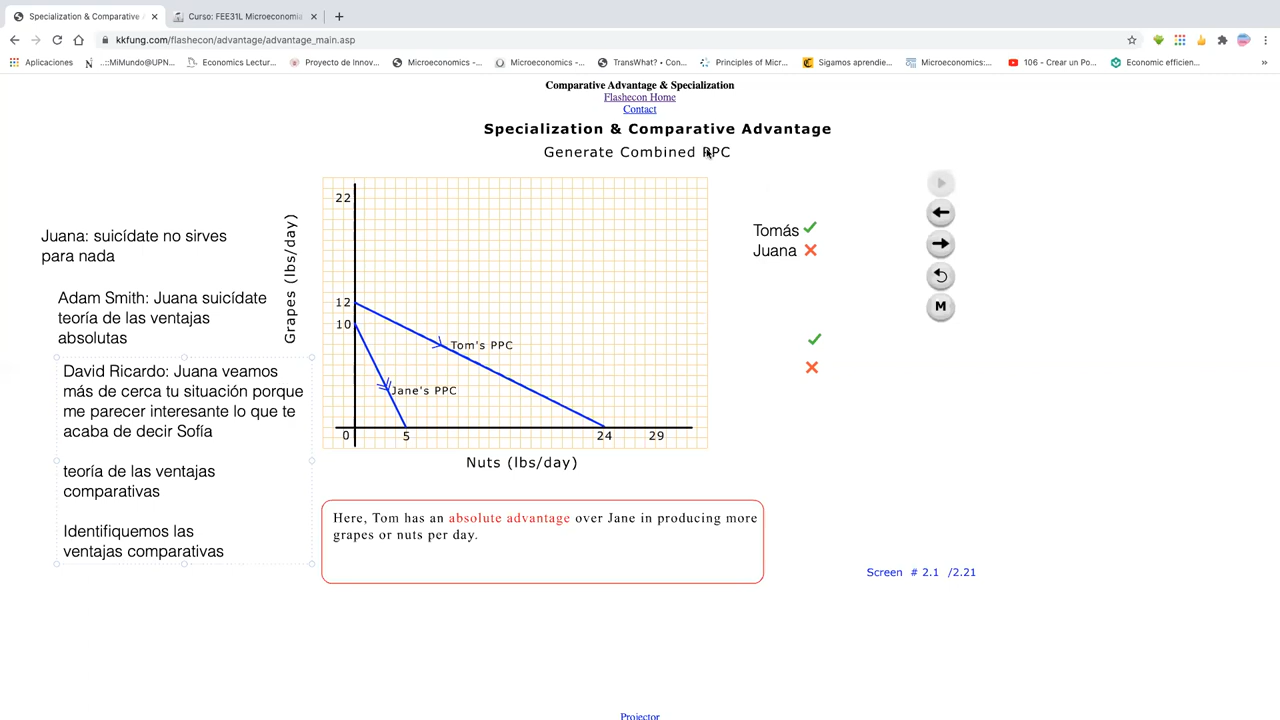 Specialization & Comparative A
Curso: FEE31L Microeconomia
kkfung.com/flashecon/advantage/advantage_main.asp
Aplicaciones
..::MiMundo@UPN...
Economics Lectur...
Proyecto de Innov...
Microeconomics -...
Microeconomics -...
TransWhat? • Con...
Principles of Micr...
Sigamos aprendie...
Microeconomics:...
106 - Crear un Po...
Economic efficien...
»
Comparative Advantage & Specialization
Flashecon Home
Contact
Specialization & Comparative Advantage
Generate Combined PPC
Juana: suicídate no sirves
para nada
Adam Smith: Juana suicídate
teoría de las ventajas
absolutas
David Ricardo: Juana veamos
más de cerca tu situación porque
me parecer interesante lo que te
acaba de decir Sofía
teoría de las ventajas
comparativas
Identifiquemos las
ventajas comparativas
Grapes (lbs/day)
22
12
10
Tom's PPC
Jane's PPC
0
5
24
29
Nuts (lbs/day)
Tomás
Juana
M
Here, Tom has an absolute advantage over Jane in producing more
grapes or nuts per day.
Screen # 2.1 /2.21
Projector